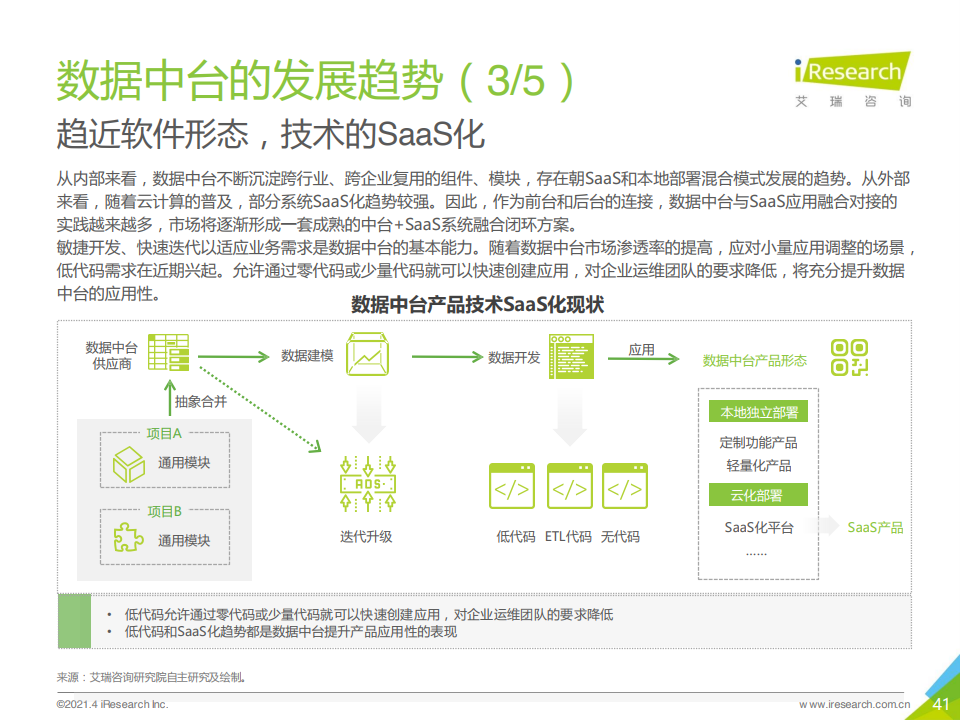 数据中台的发展趋势（3/5）
iResearch
艾瑞咨询
趋近软件形态，技术的SaaS化
从内部来看，数据中台不断沉淀跨行业、跨企业复用的组件、模块，存在朝SaaS和本地部署混合模式发展的趋势。从外部
来看，随着云计算的普及，部分系统SaaS化趋势较强。因此，作为前台和后台的连接，数据中台与SaaS应用融合对接的
实践越来越多，市场将逐渐形成一套成熟的中台+SaaS系统融合闭环方案。
敏捷开发、快速迭代以适应业务需求是数据中台的基本能力。随着数据中台市场渗透率的提高，应对小量应用调整的场景，
低代码需求在近期兴起。允许通过零代码或少量代码就可以快速创建应用，对企业运维团队的要求降低，将充分提升数据
中台的应用性。
数据中台产品技术SaaS化现状
数据中台
供应商
数据建模
数据开发
应用
数据中台产品形态
抽象合并
项目A
通用模块
项目B
通用模块
RDS
迭代升级
低代码 ETL代码 无代码
本地独立部署
定制功能产品
轻量化产品
云化部署
SaaS化平台
……
SaaS产品
• 低代码允许通过零代码或少量代码就可以快速创建应用，对企业运维团队的要求降低
• 低代码和SaaS化趋势都是数据中台提升产品应用性的表现
来源：艾瑞咨询研究院自主研究及绘制。
©2021.4 iResearch Inc.
www.iresearch.com.cn
41